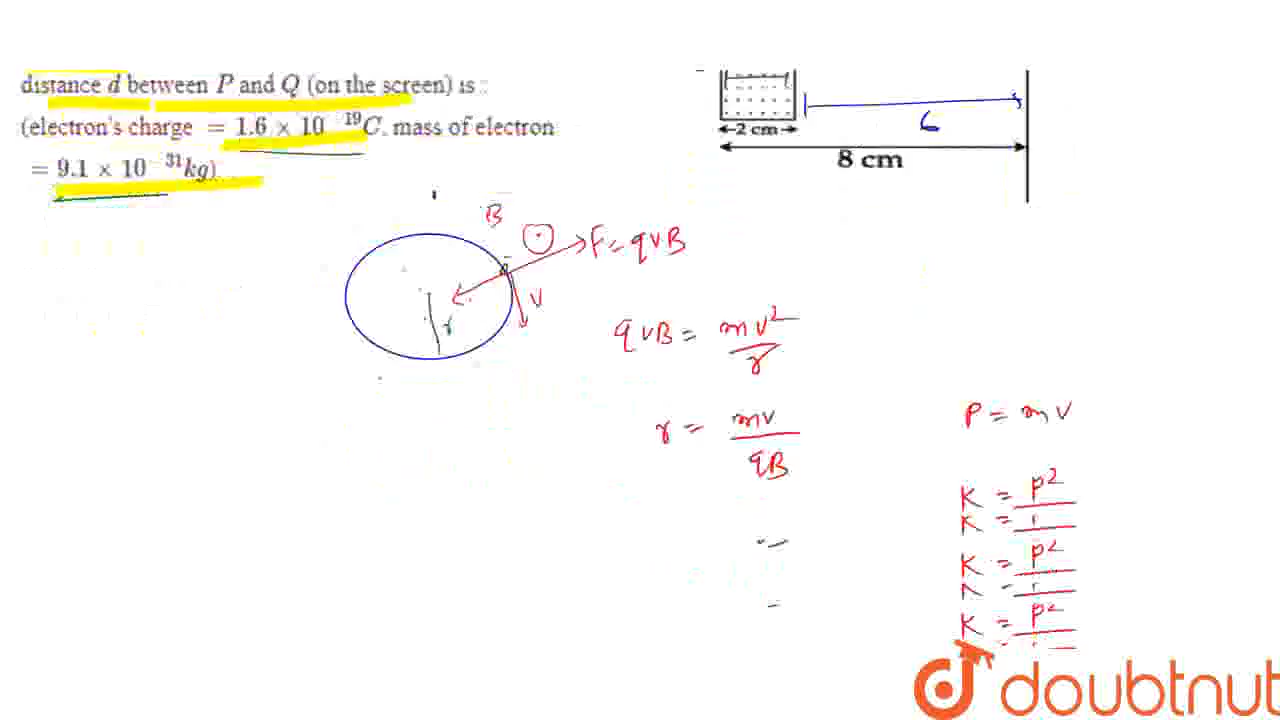 distance d between P and Q (on the screen) is :
(electron's charge = 1.6 × 10⁻¹⁹C, mass of electron
= 9.1 × 10⁻³¹kg)
6
2 cm
8 cm
B
F = qvB
V
r
qvB = mv²/r
r = mv/qB
P = mv
K = P²
K =
K = P²
K =
K = P²
doubtnut